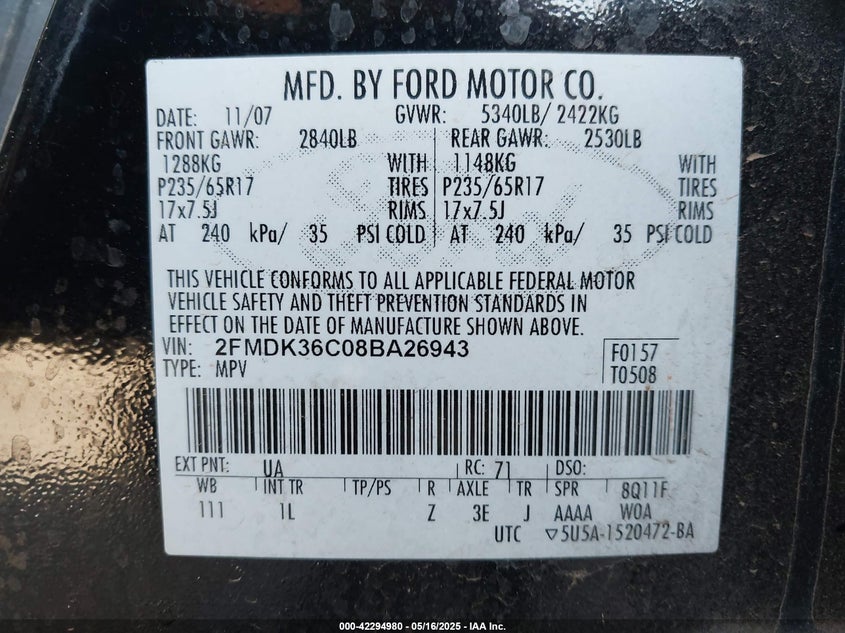 MFD. BY FORD MOTOR CO.
DATE: 11/07 GVWR: 5340LB/ 2422KG
FRONT GAWR: 2840LB REAR GAWR: 2530LB
1288KG WITH 1148KG WITH
P235/65R17 TIRES P235/65R17 TIRES
17x7.5J RIMS 17x7.5J RIMS
AT 240 kPa/ 35 PSI COLD AT 240 kPa/ 35 PSI COLD
THIS VEHICLE CONFORMS TO ALL APPLICABLE FEDERAL MOTOR
VEHICLE SAFETY AND THEFT PREVENTION STANDARDS IN
EFFECT ON THE DATE OF MANUFACTURE SHOWN ABOVE.
VIN: 2FMDK36C08BA26943 F0157
TYPE: MPV T0508
EXT PNT: UA RC: 71 DSO:
WB INT TR TP/PS R AXLE TR SPR 8Q11F
111 1L Z 3E J AAAA W0A
UTC ▽5U5A-1520472-BA
000-42294980 - 05/16/2025 - IAA Inc.